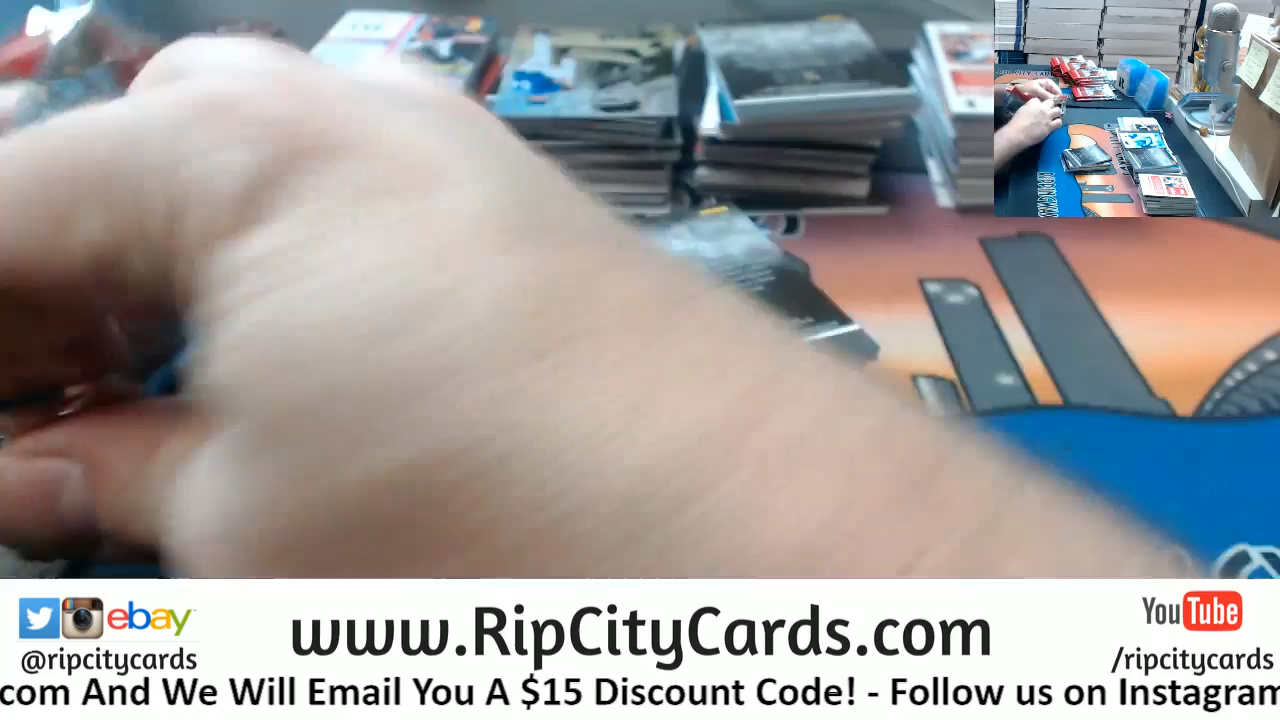 www.RipCityCards.com
ebay
@ripcitycards
YouTube
/ripcitycards
.com And We Will Email You A $15 Discount Code! - Follow us on Instagram